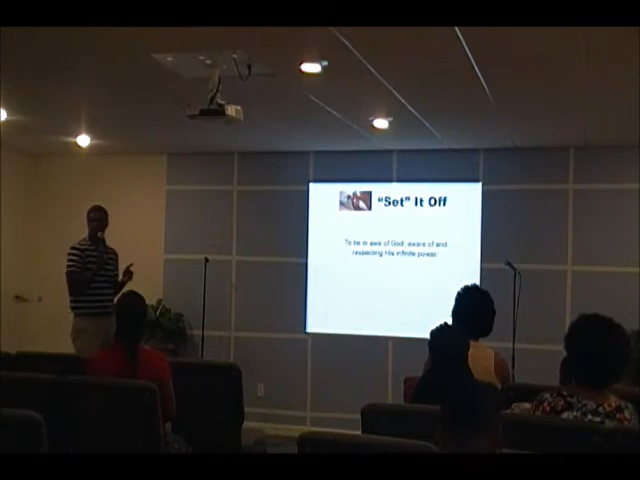 "Set" It Off
To be in awe of God; aware of and
respecting His infinite power.